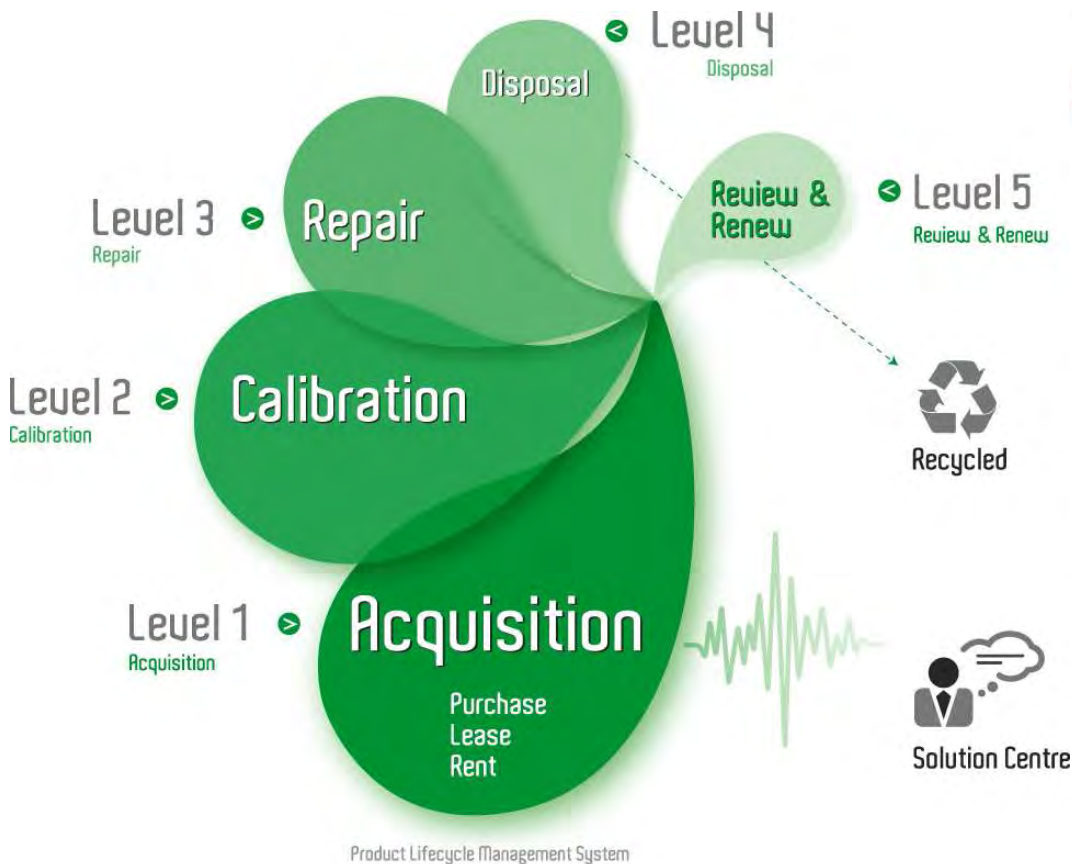 Level 4
Disposal
Disposal
Review &
Renew
Level 5
Review & Renew
Level 3
Repair
Repair
Level 2
Calibration
Calibration
Recycled
Level 1
Acquisition
Acquisition
Purchase
Lease
Rent
Solution Centre
Product Lifecycle Management System